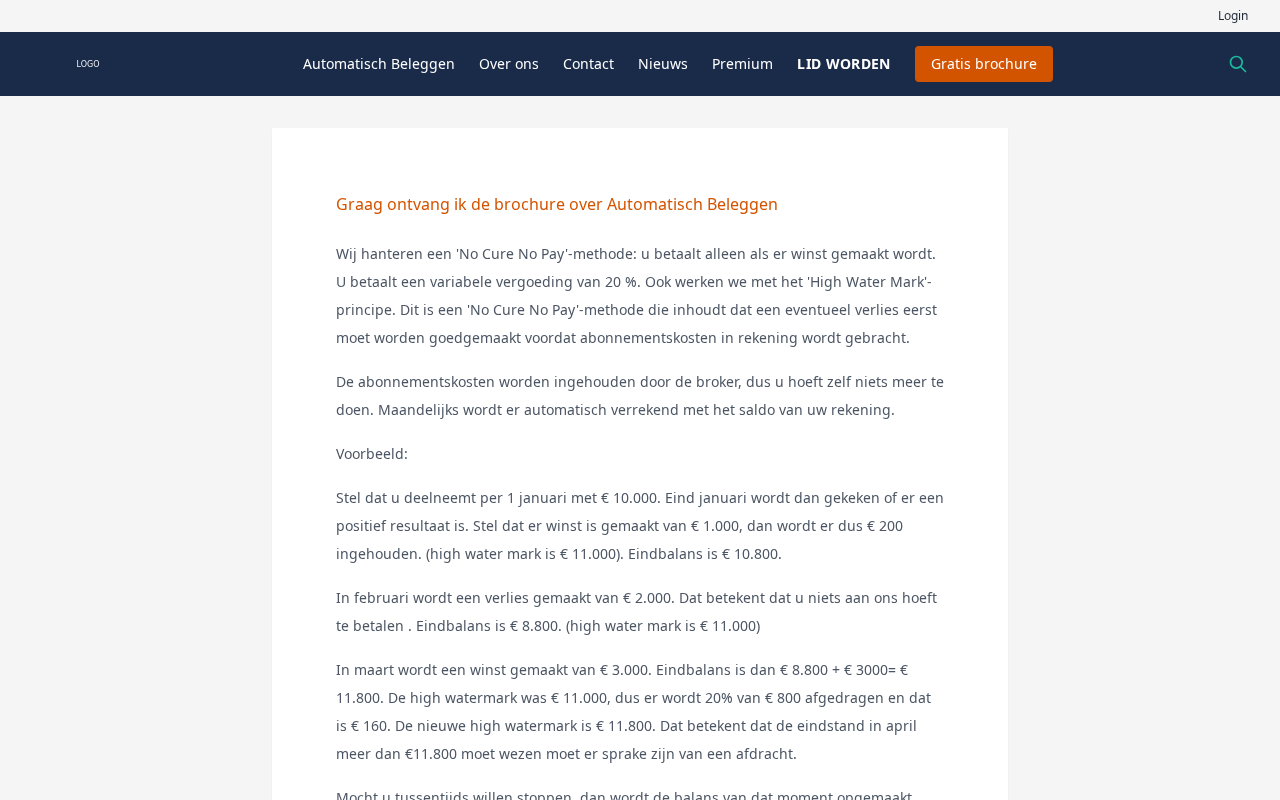 Login
LOGO
Automatisch Beleggen
Over ons
Contact
Nieuws
Premium
LID WORDEN
Gratis brochure
Graag ontvang ik de brochure over Automatisch Beleggen
Wij hanteren een 'No Cure No Pay'-methode: u betaalt alleen als er winst gemaakt wordt.
U betaalt een variabele vergoeding van 20 %. Ook werken we met het 'High Water Mark'-
principe. Dit is een 'No Cure No Pay'-methode die inhoudt dat een eventueel verlies eerst
moet worden goedgemaakt voordat abonnementskosten in rekening wordt gebracht.
De abonnementskosten worden ingehouden door de broker, dus u hoeft zelf niets meer te
doen. Maandelijks wordt er automatisch verrekend met het saldo van uw rekening.
Voorbeeld:
Stel dat u deelneemt per 1 januari met € 10.000. Eind januari wordt dan gekeken of er een
positief resultaat is. Stel dat er winst is gemaakt van € 1.000, dan wordt er dus € 200
ingehouden. (high water mark is € 11.000). Eindbalans is € 10.800.
In februari wordt een verlies gemaakt van € 2.000. Dat betekent dat u niets aan ons hoeft
te betalen . Eindbalans is € 8.800. (high water mark is € 11.000)
In maart wordt een winst gemaakt van € 3.000. Eindbalans is dan € 8.800 + € 3000= €
11.800. De high watermark was € 11.000, dus er wordt 20% van € 800 afgedragen en dat
is € 160. De nieuwe high watermark is € 11.800. Dat betekent dat de eindstand in april
meer dan €11.800 moet wezen moet er sprake zijn van een afdracht.
Mocht u tussentijds willen stoppen, dan wordt de balans van dat moment opgemaakt